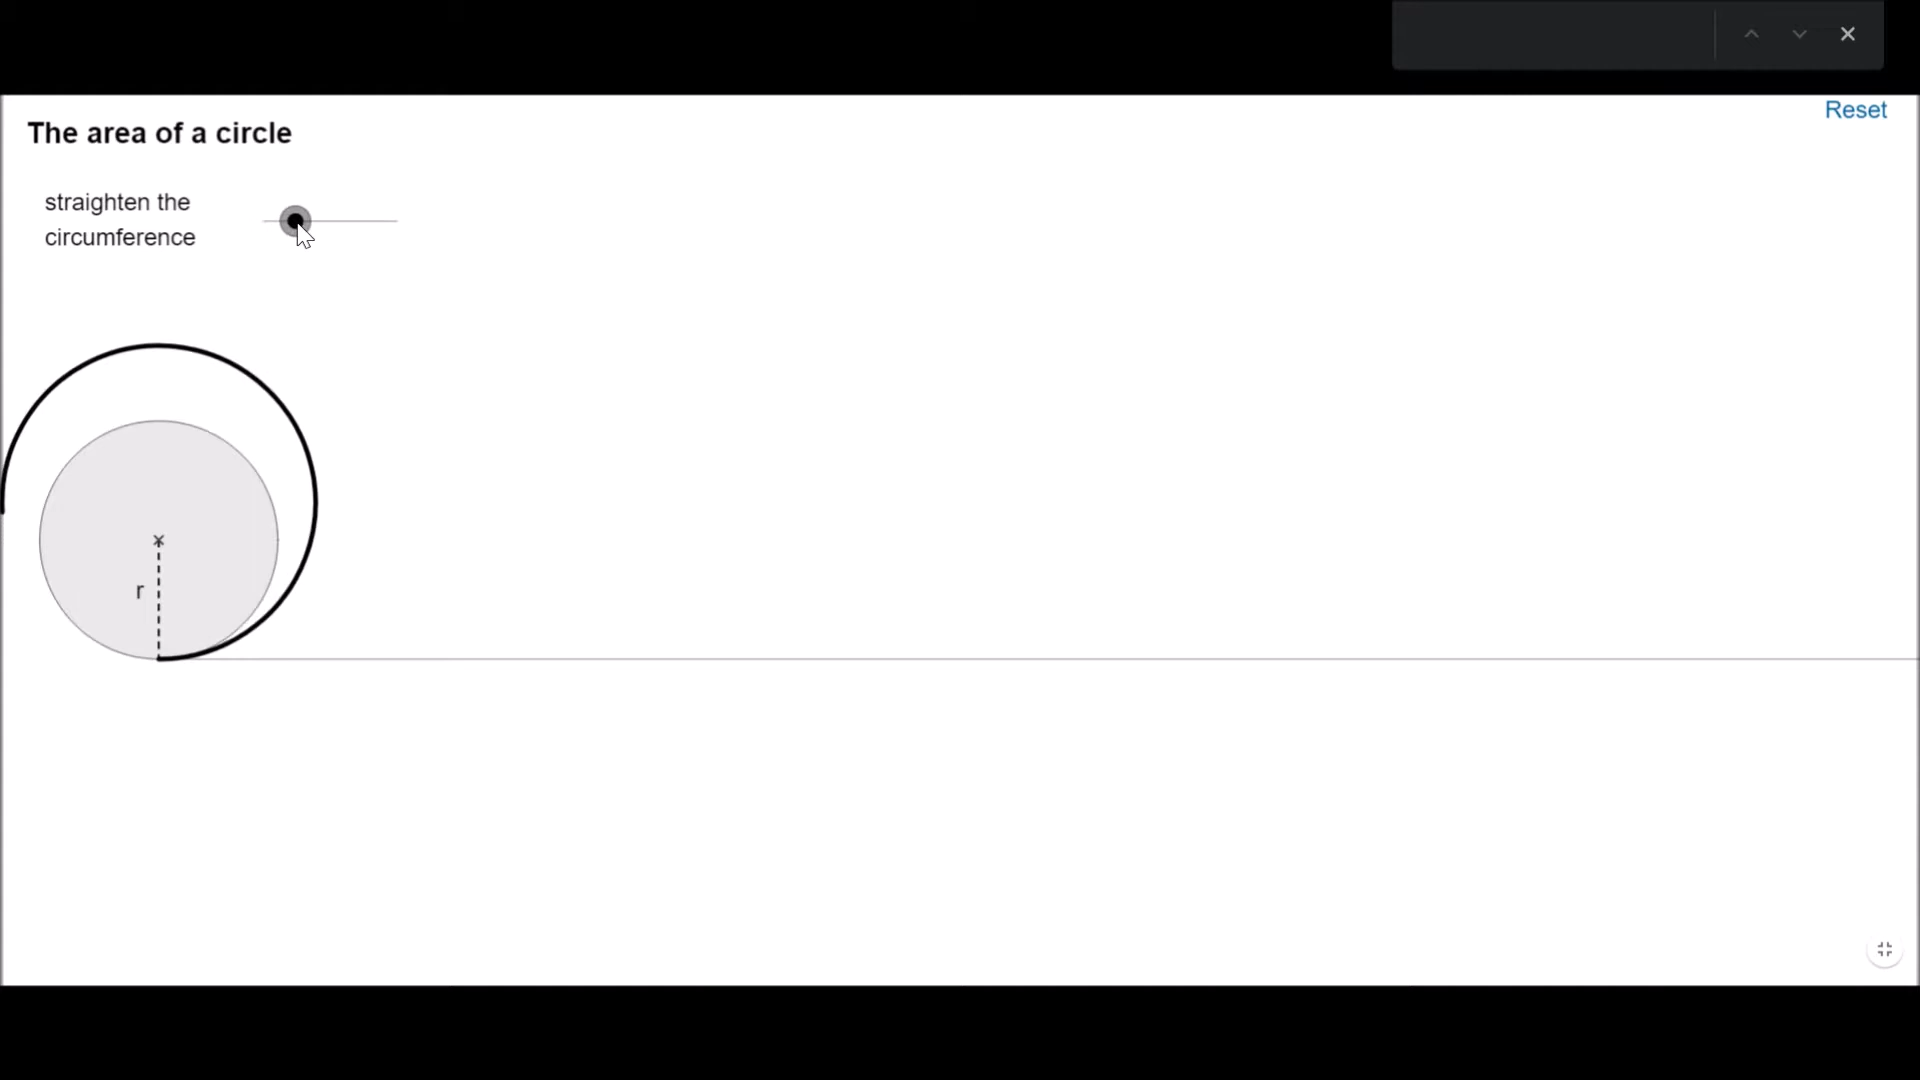 Reset
The area of a circle
straighten the
circumference
r